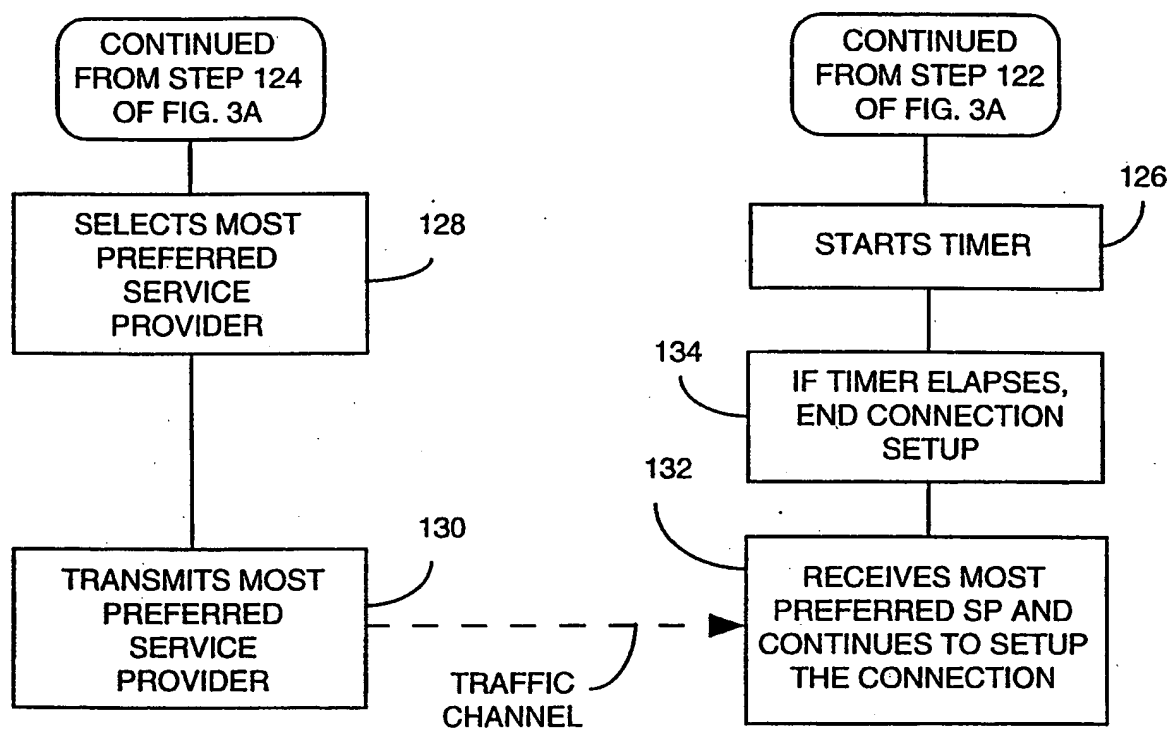 CONTINUED
FROM STEP 124
OF FIG. 3A
SELECTS MOST
PREFERRED
SERVICE
PROVIDER
128
TRANSMITS MOST
PREFERRED
SERVICE
PROVIDER
130
TRAFFIC
CHANNEL
CONTINUED
FROM STEP 122
OF FIG. 3A
126
STARTS TIMER
134
IF TIMER ELAPSES,
END CONNECTION
SETUP
132
RECEIVES MOST
PREFERRED SP AND
CONTINUES TO SETUP
THE CONNECTION